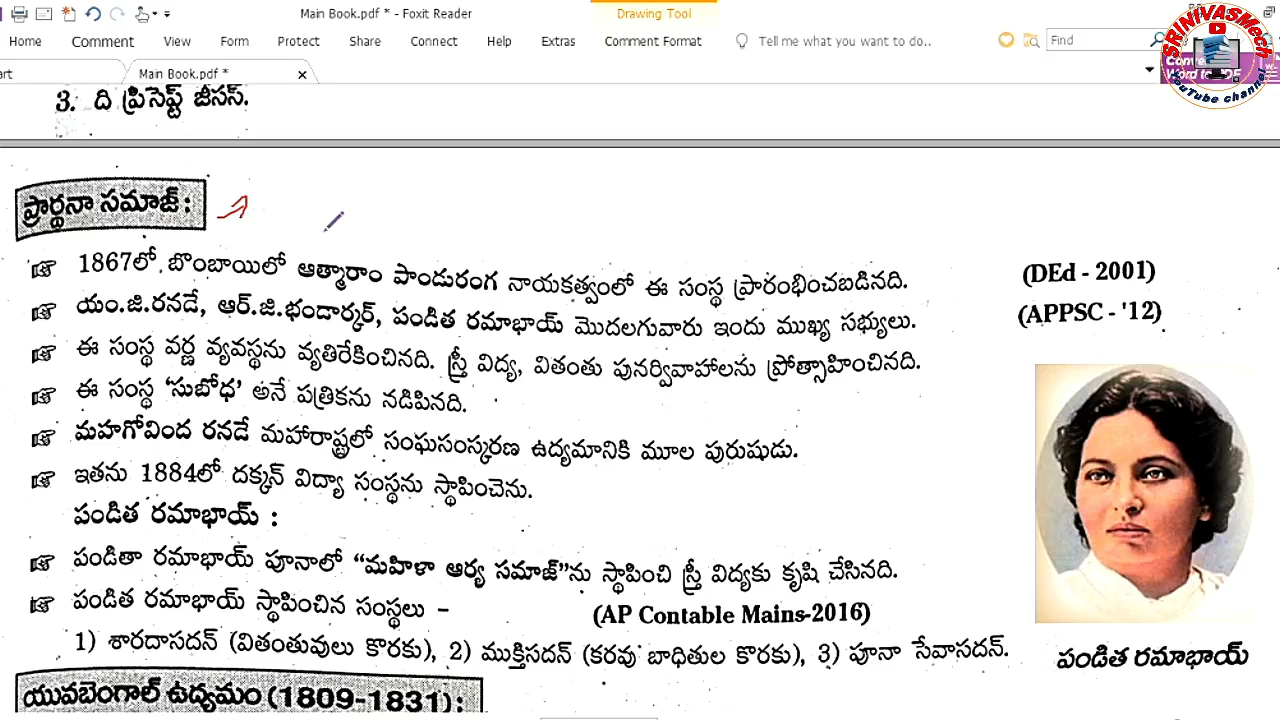 Main Book.pdf * - Foxit Reader
Drawing Tool
Home Comment View Form Protect Share Connect Help Extras Comment Format Tell me what you want to do.. Find
art Main Book.pdf *
SRINIVASMech
YouTube channel
3. ది ప్రిసెప్ట్ జీసస్.
ప్రార్థనా సమాజ్ :
1867లో బొంబాయిలో ఆత్మారాం పాండురంగ నాయకత్వంలో ఈ సంస్థ ప్రారంభించబడినది. (DEd - 2001)
యం.జి.రనడే, ఆర్.జి.భండార్కర్, పండిత రమాభాయ్ మొదలగువారు ఇందు ముఖ్య సభ్యులు. (APPSC - '12)
ఈ సంస్థ వర్ణ వ్యవస్థను వ్యతిరేకించినది. స్త్రీ విద్య, వితంతు పునర్వివాహాలను ప్రోత్సాహించినది.
ఈ సంస్థ 'సుబోధ' అనే పత్రికను నడిపినది.
మహగోవింద రనడే మహారాష్ట్రలో సంఘసంస్కరణ ఉద్యమానికి మూల పురుషుడు.
ఇతను 1884లో దక్కన్ విద్యా సంస్థను స్థాపించెను.
పండిత రమాభాయ్ :
పండితా రమాభాయ్ పూనాలో "మహిళా ఆర్య సమాజ్"ను స్థాపించి స్త్రీ విద్యకు కృషి చేసినది.
పండిత రమాభాయ్ స్థాపించిన సంస్థలు – (AP Contable Mains-2016)
1) శారదాసదన్ (వితంతువులు కొరకు), 2) ముక్తిసదన్ (కరవు బాధితుల కొరకు), 3) పూనా సేవాసదన్.
పండిత రమాభాయ్
యువబెంగాల్ ఉద్యమం (1809-1831) :